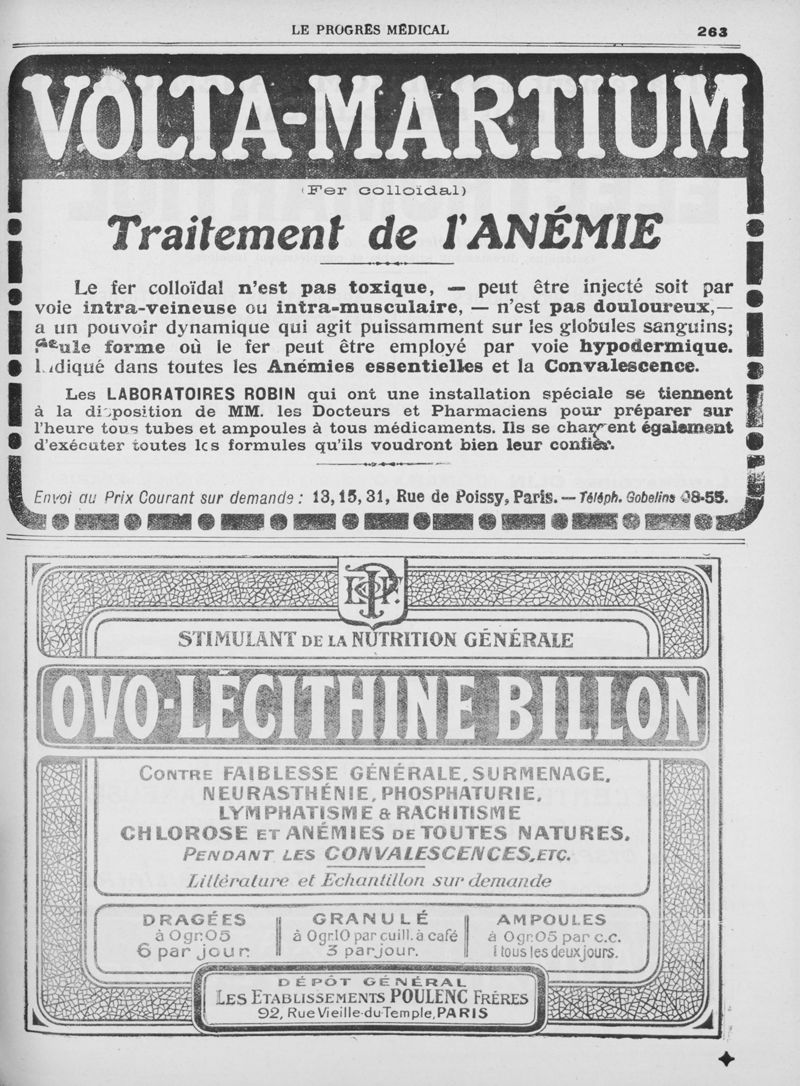 LE PROGRÈS MÉDICAL
263
VOLTA-MARTIUM
(Fer colloïdal)
Traitement de l'ANÉMIE
Le fer colloïdal n'est pas toxique, — peut être injecté soit par
voie intra-veineuse ou intra-musculaire, — n'est pas douloureux,—
a un pouvoir dynamique qui agit puissamment sur les globules sanguins;
Seule forme où le fer peut être employé par voie hypodermique.
Indiqué dans toutes les Anémies essentielles et la Convalescence.
Les LABORATOIRES ROBIN qui ont une installation spéciale se tiennent
à la disposition de MM. les Docteurs et Pharmaciens pour préparer sur
l'heure tous tubes et ampoules à tous médicaments. Ils se chargent également
d'exécuter toutes les formules qu'ils voudront bien leur confier.
Envoi au Prix Courant sur demande : 13, 15, 31, Rue de Poissy, Paris. — Téléph. Gobelins 08-55.
PF
STIMULANT DE LA NUTRITION GÉNÉRALE
OVO-LÉCITHINE BILLON
CONTRE FAIBLESSE GÉNÉRALE, SURMENAGE,
NEURASTHÉNIE, PHOSPHATURIE,
LYMPHATISME & RACHITISME
CHLOROSE ET ANÉMIES DE TOUTES NATURES.
PENDANT LES CONVALESCENCES, ETC.
Littérature et Echantillon sur demande
DRAGÉES
à 0gr.05
6 par jour.
GRANULÉ
à 0gr.10 par cuill. à café
3 par jour.
AMPOULES
à 0gr.05 par c.c.
1 tous les deux jours.
DÉPÔT GÉNÉRAL
LES ETABLISSEMENTS POULENC FRÈRES
92, Rue Vieille-du-Temple, PARIS